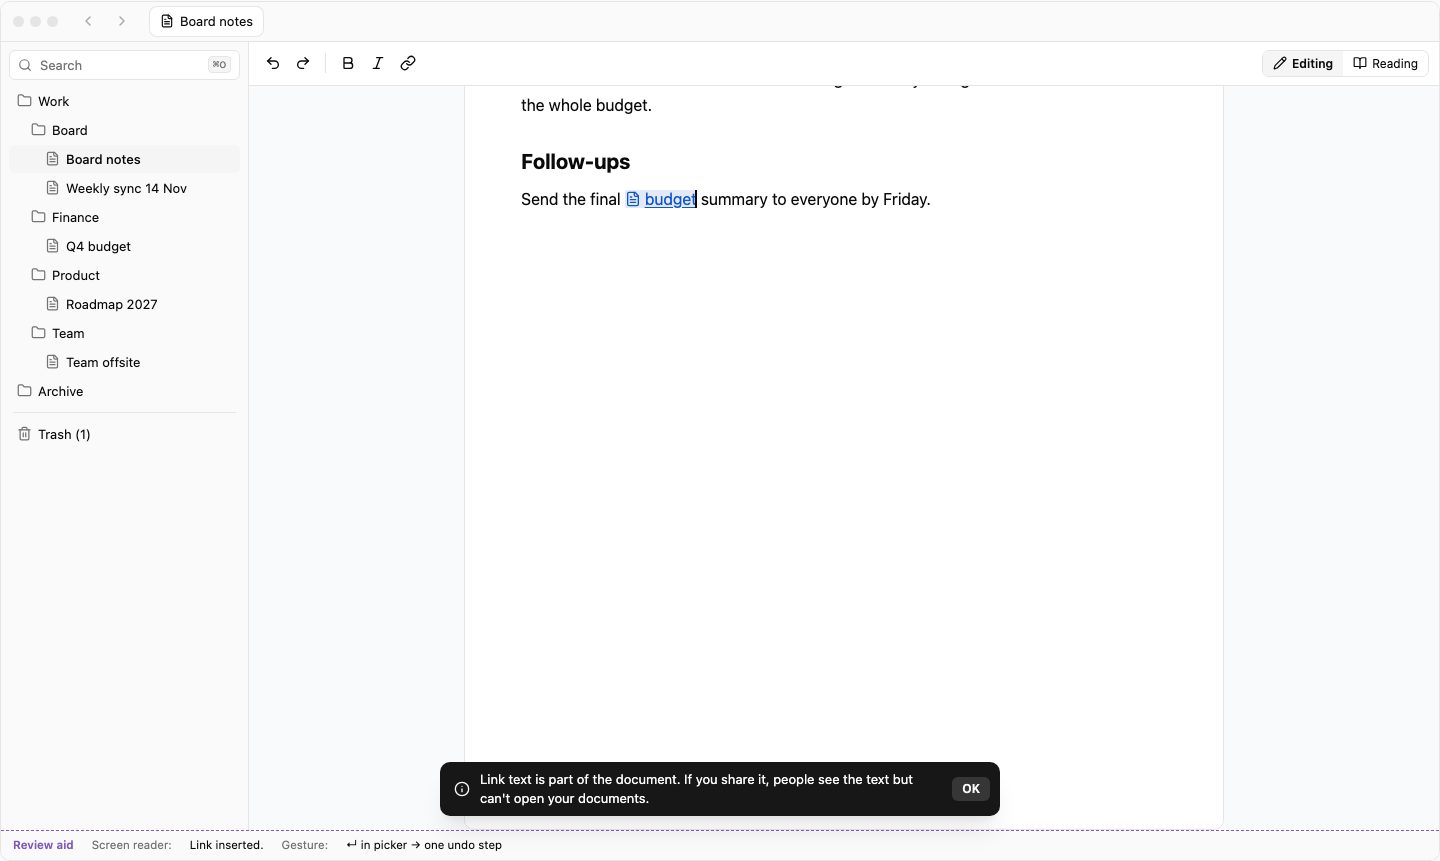 Board notes
Search
⌘O
Editing
Reading
Work
Board
Board notes
Weekly sync 14 Nov
Finance
Q4 budget
Product
Roadmap 2027
Team
Team offsite
Archive
Trash (1)
the whole budget.
Follow-ups
Send the final budget summary to everyone by Friday.
Link text is part of the document. If you share it, people see the text but
can't open your documents.
OK
Review aid Screen reader: Link inserted. Gesture: ↵ in picker → one undo step